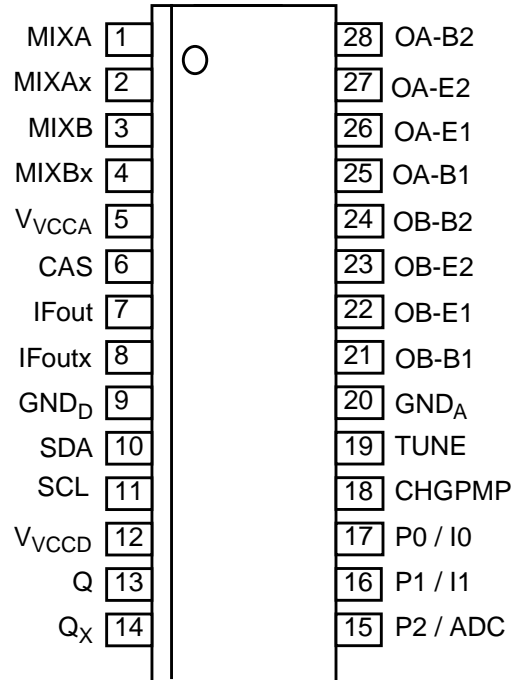 MIXA 1 28 OA-B2
MIXAx 2 27 OA-E2
MIXB 3 26 OA-E1
MIXBx 4 25 OA-B1
VVCCA 5 24 OB-B2
CAS 6 23 OB-E2
IFout 7 22 OB-E1
IFoutx 8 21 OB-B1
GNDD 9 20 GNDA
SDA 10 19 TUNE
SCL 11 18 CHGPMP
VVCCD 12 17 P0 / I0
Q 13 16 P1 / I1
QX 14 15 P2 / ADC